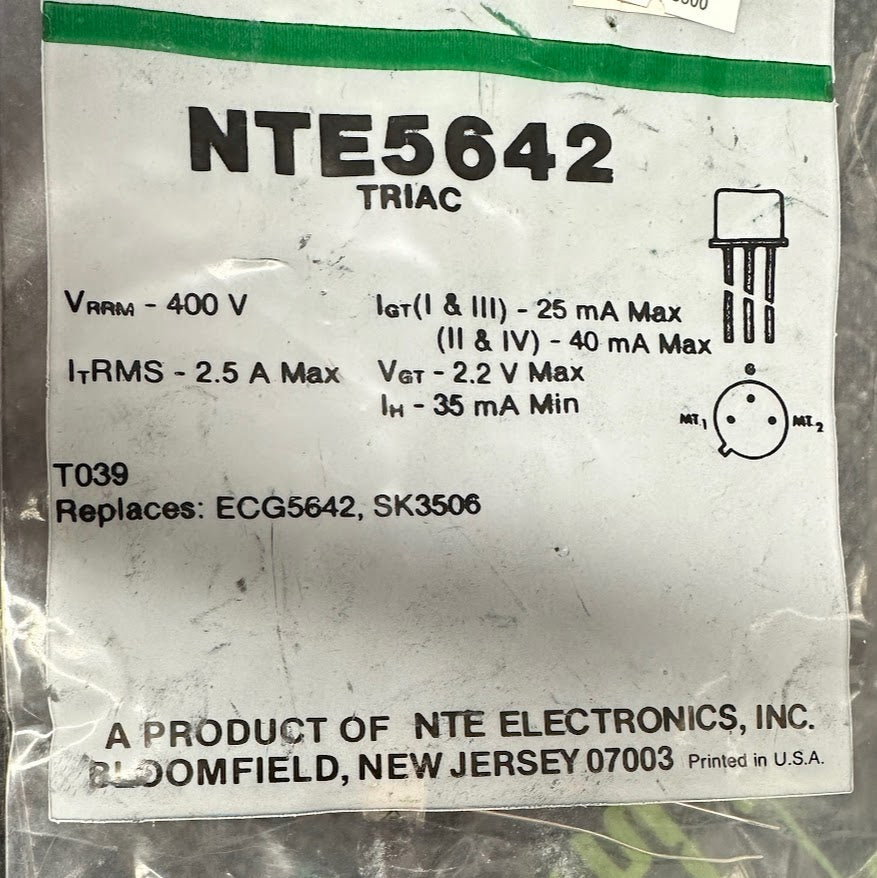 NTE5642
TRIAC
VRRM - 400 V
IGT(I & III) - 25 mA Max
(II & IV) - 40 mA Max
ITRMS - 2.5 A Max
VGT - 2.2 V Max
IH - 35 mA Min
G
MT1
MT2
T039
Replaces: ECG5642, SK3506
A PRODUCT OF NTE ELECTRONICS, INC.
BLOOMFIELD, NEW JERSEY 07003 Printed in U.S.A.